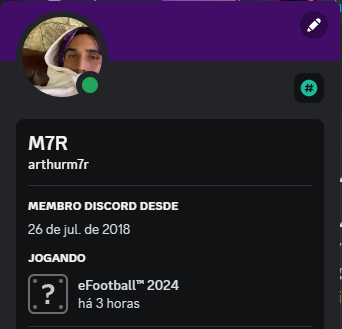 M7R
arthurm7r
MEMBRO DISCORD DESDE
26 de jul. de 2018
JOGANDO
?
eFootball™ 2024
há 3 horas